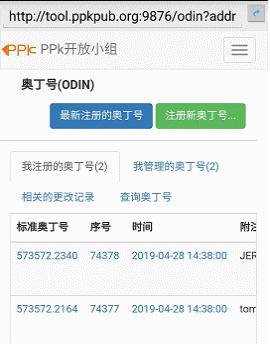 http://tool.ppkpub.org:9876/odin?addr
PPk PPk开放小组
奥丁号(ODIN)
最新注册的奥丁号 注册新奥丁号...
我注册的奥丁号(2) 我管理的奥丁号(2)
相关的更改记录 查询奥丁号
标准奥丁号 序号 时间 附注
573572.2340 74378 2019-04-28 14:38:00 JER
573572.2164 74377 2019-04-28 14:38:00 tom